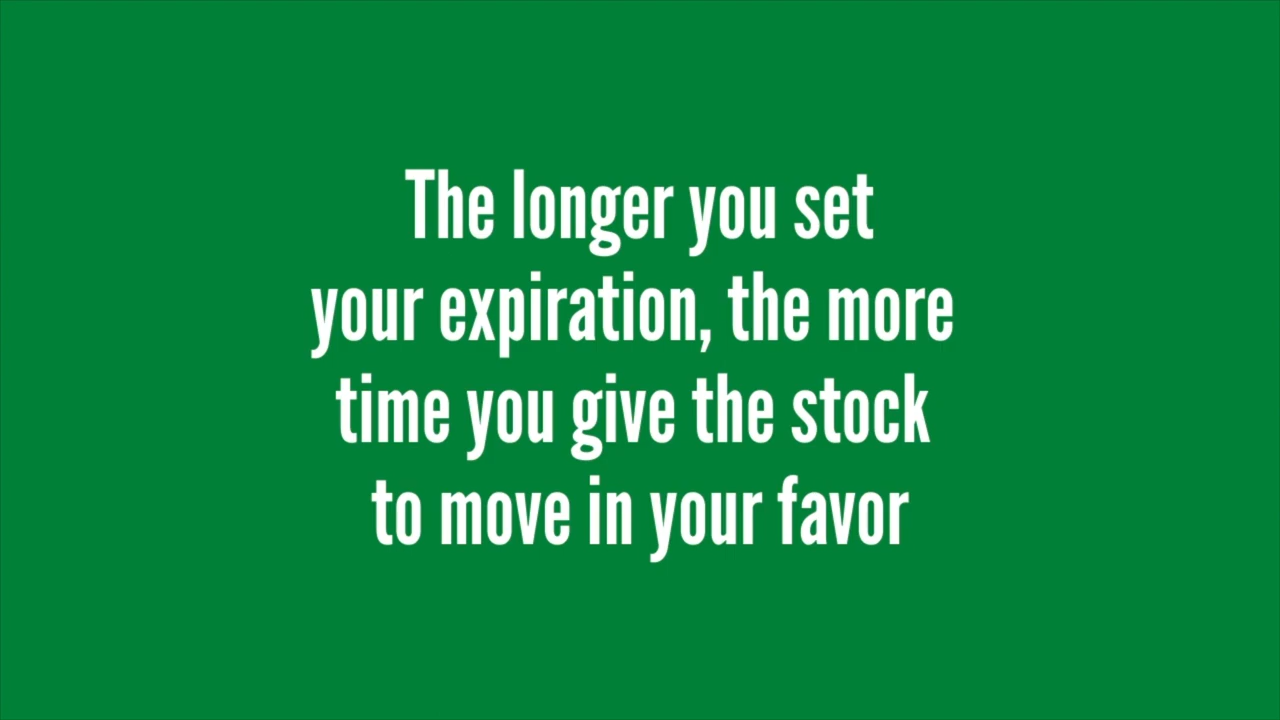 The longer you set
your expiration, the more
time you give the stock
to move in your favor